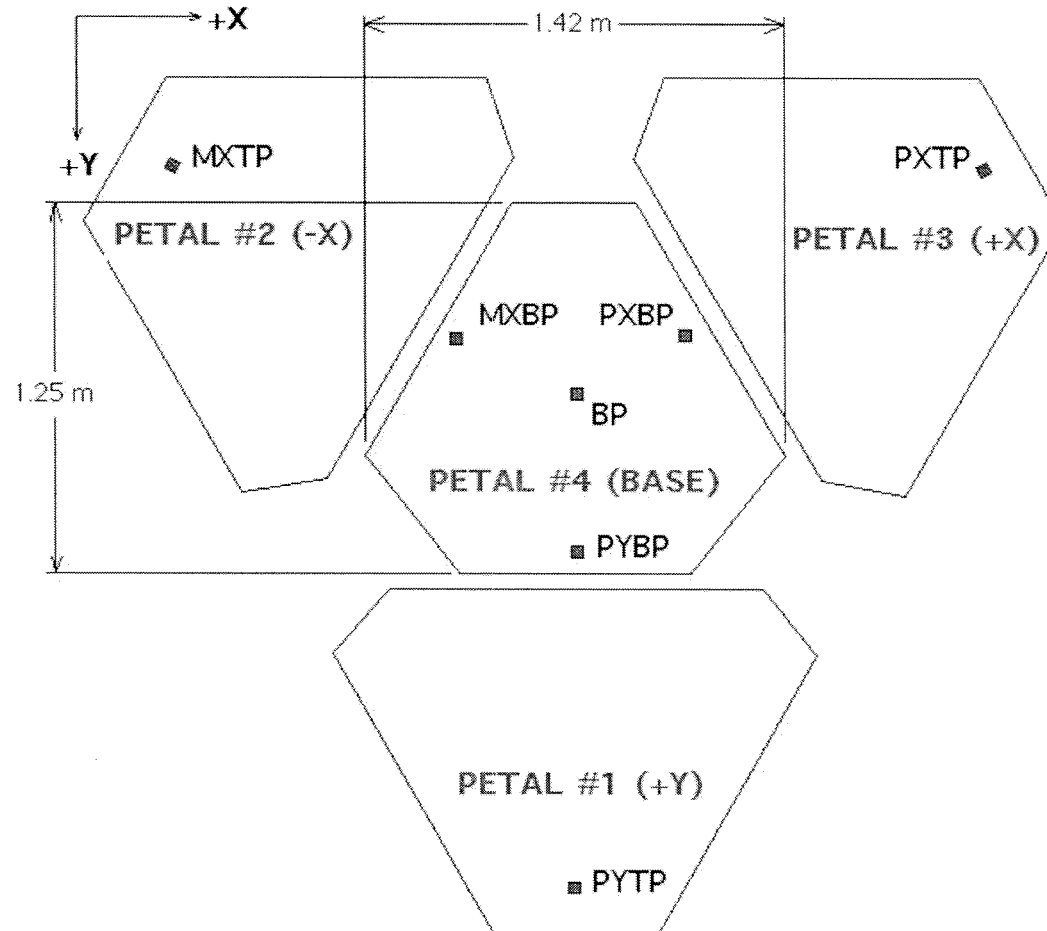 +X
1.42 m
+Y
MXTP
PXTP
PETAL #2 (-X)
PETAL #3 (+X)
MXBP
PXBP
1.25 m
BP
PETAL #4 (BASE)
PYBP
PETAL #1 (+Y)
PYTP